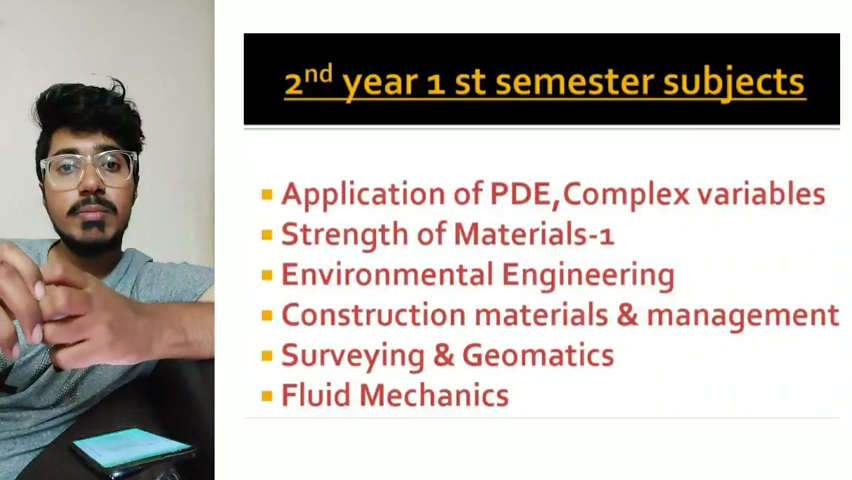 2nd year 1 st semester subjects
Application of PDE,Complex variables
Strength of Materials-1
Environmental Engineering
Construction materials & management
Surveying & Geomatics
Fluid Mechanics